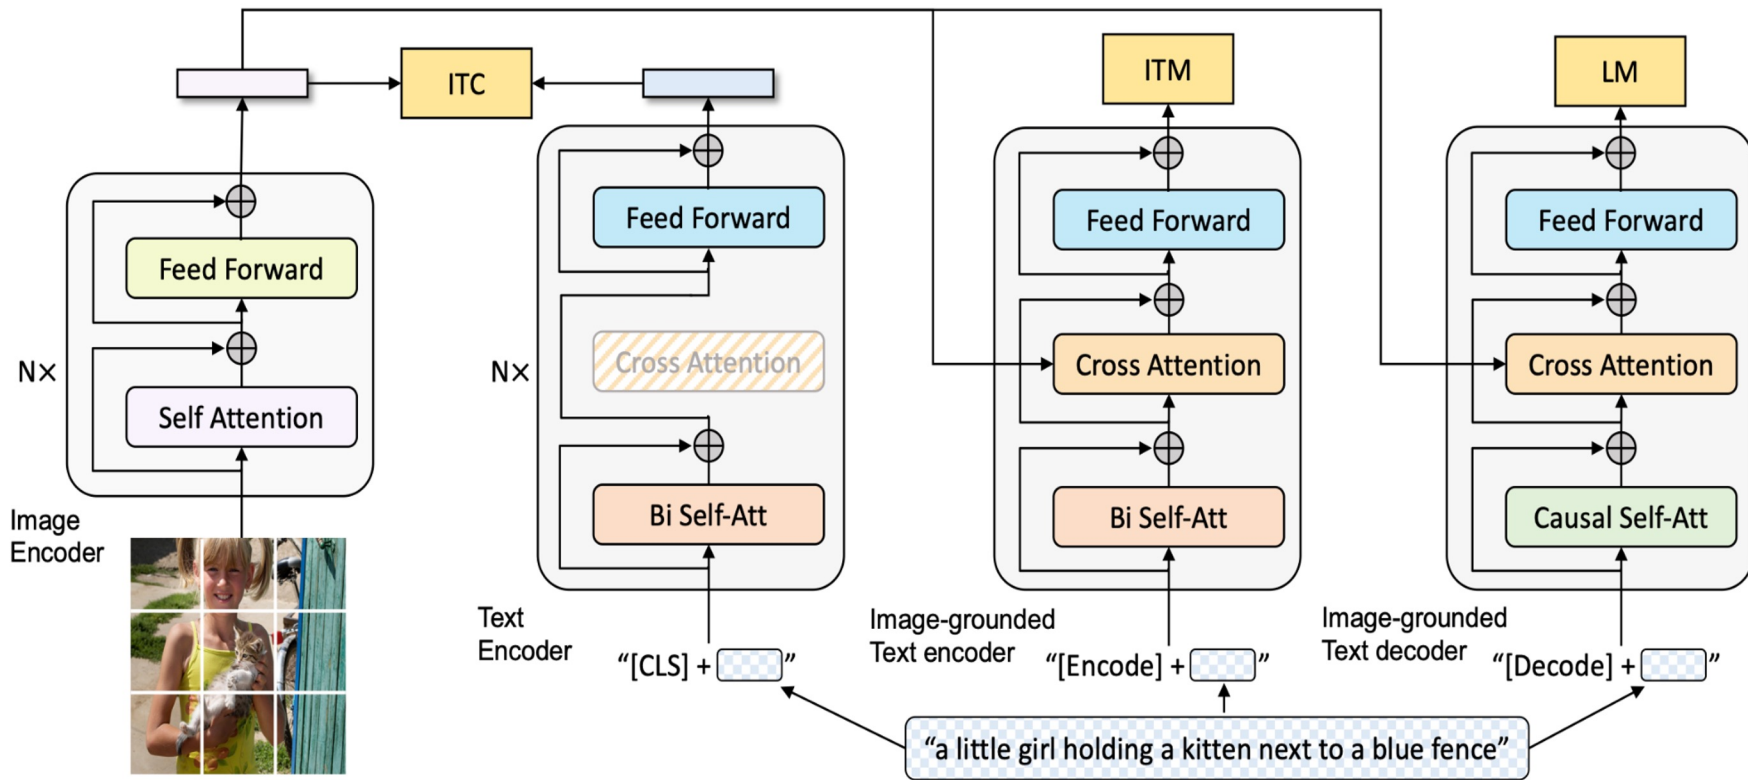 ITC
ITM
LM
Feed Forward
Self Attention
N×
Image
Encoder
Feed Forward
Cross Attention
Bi Self-Att
N×
Text
Encoder
“[CLS] + ”
Feed Forward
Cross Attention
Bi Self-Att
Image-grounded
Text encoder
“[Encode] + ”
Feed Forward
Cross Attention
Causal Self-Att
Image-grounded
Text decoder
“[Decode] + ”
“a little girl holding a kitten next to a blue fence”